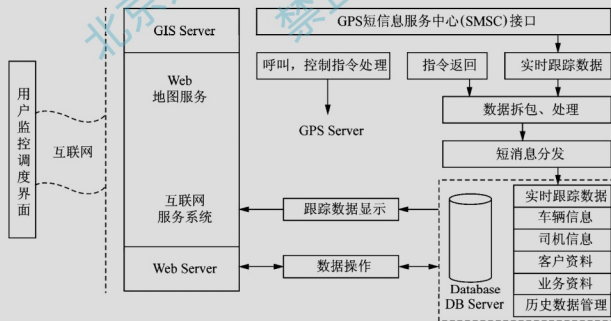 北京
禁止
GIS Server
GPS短信息服务中心(SMSC)接口
Web
地图服务
呼叫，控制指令处理
指令返回
实时跟踪数据
GPS Server
数据拆包、处理
短消息分发
用户监控调度界面
互联网
互联网
服务系统
跟踪数据显示
Web Server
数据操作
Database
DB Server
实时跟踪数据
车辆信息
司机信息
客户资料
业务资料
历史数据管理